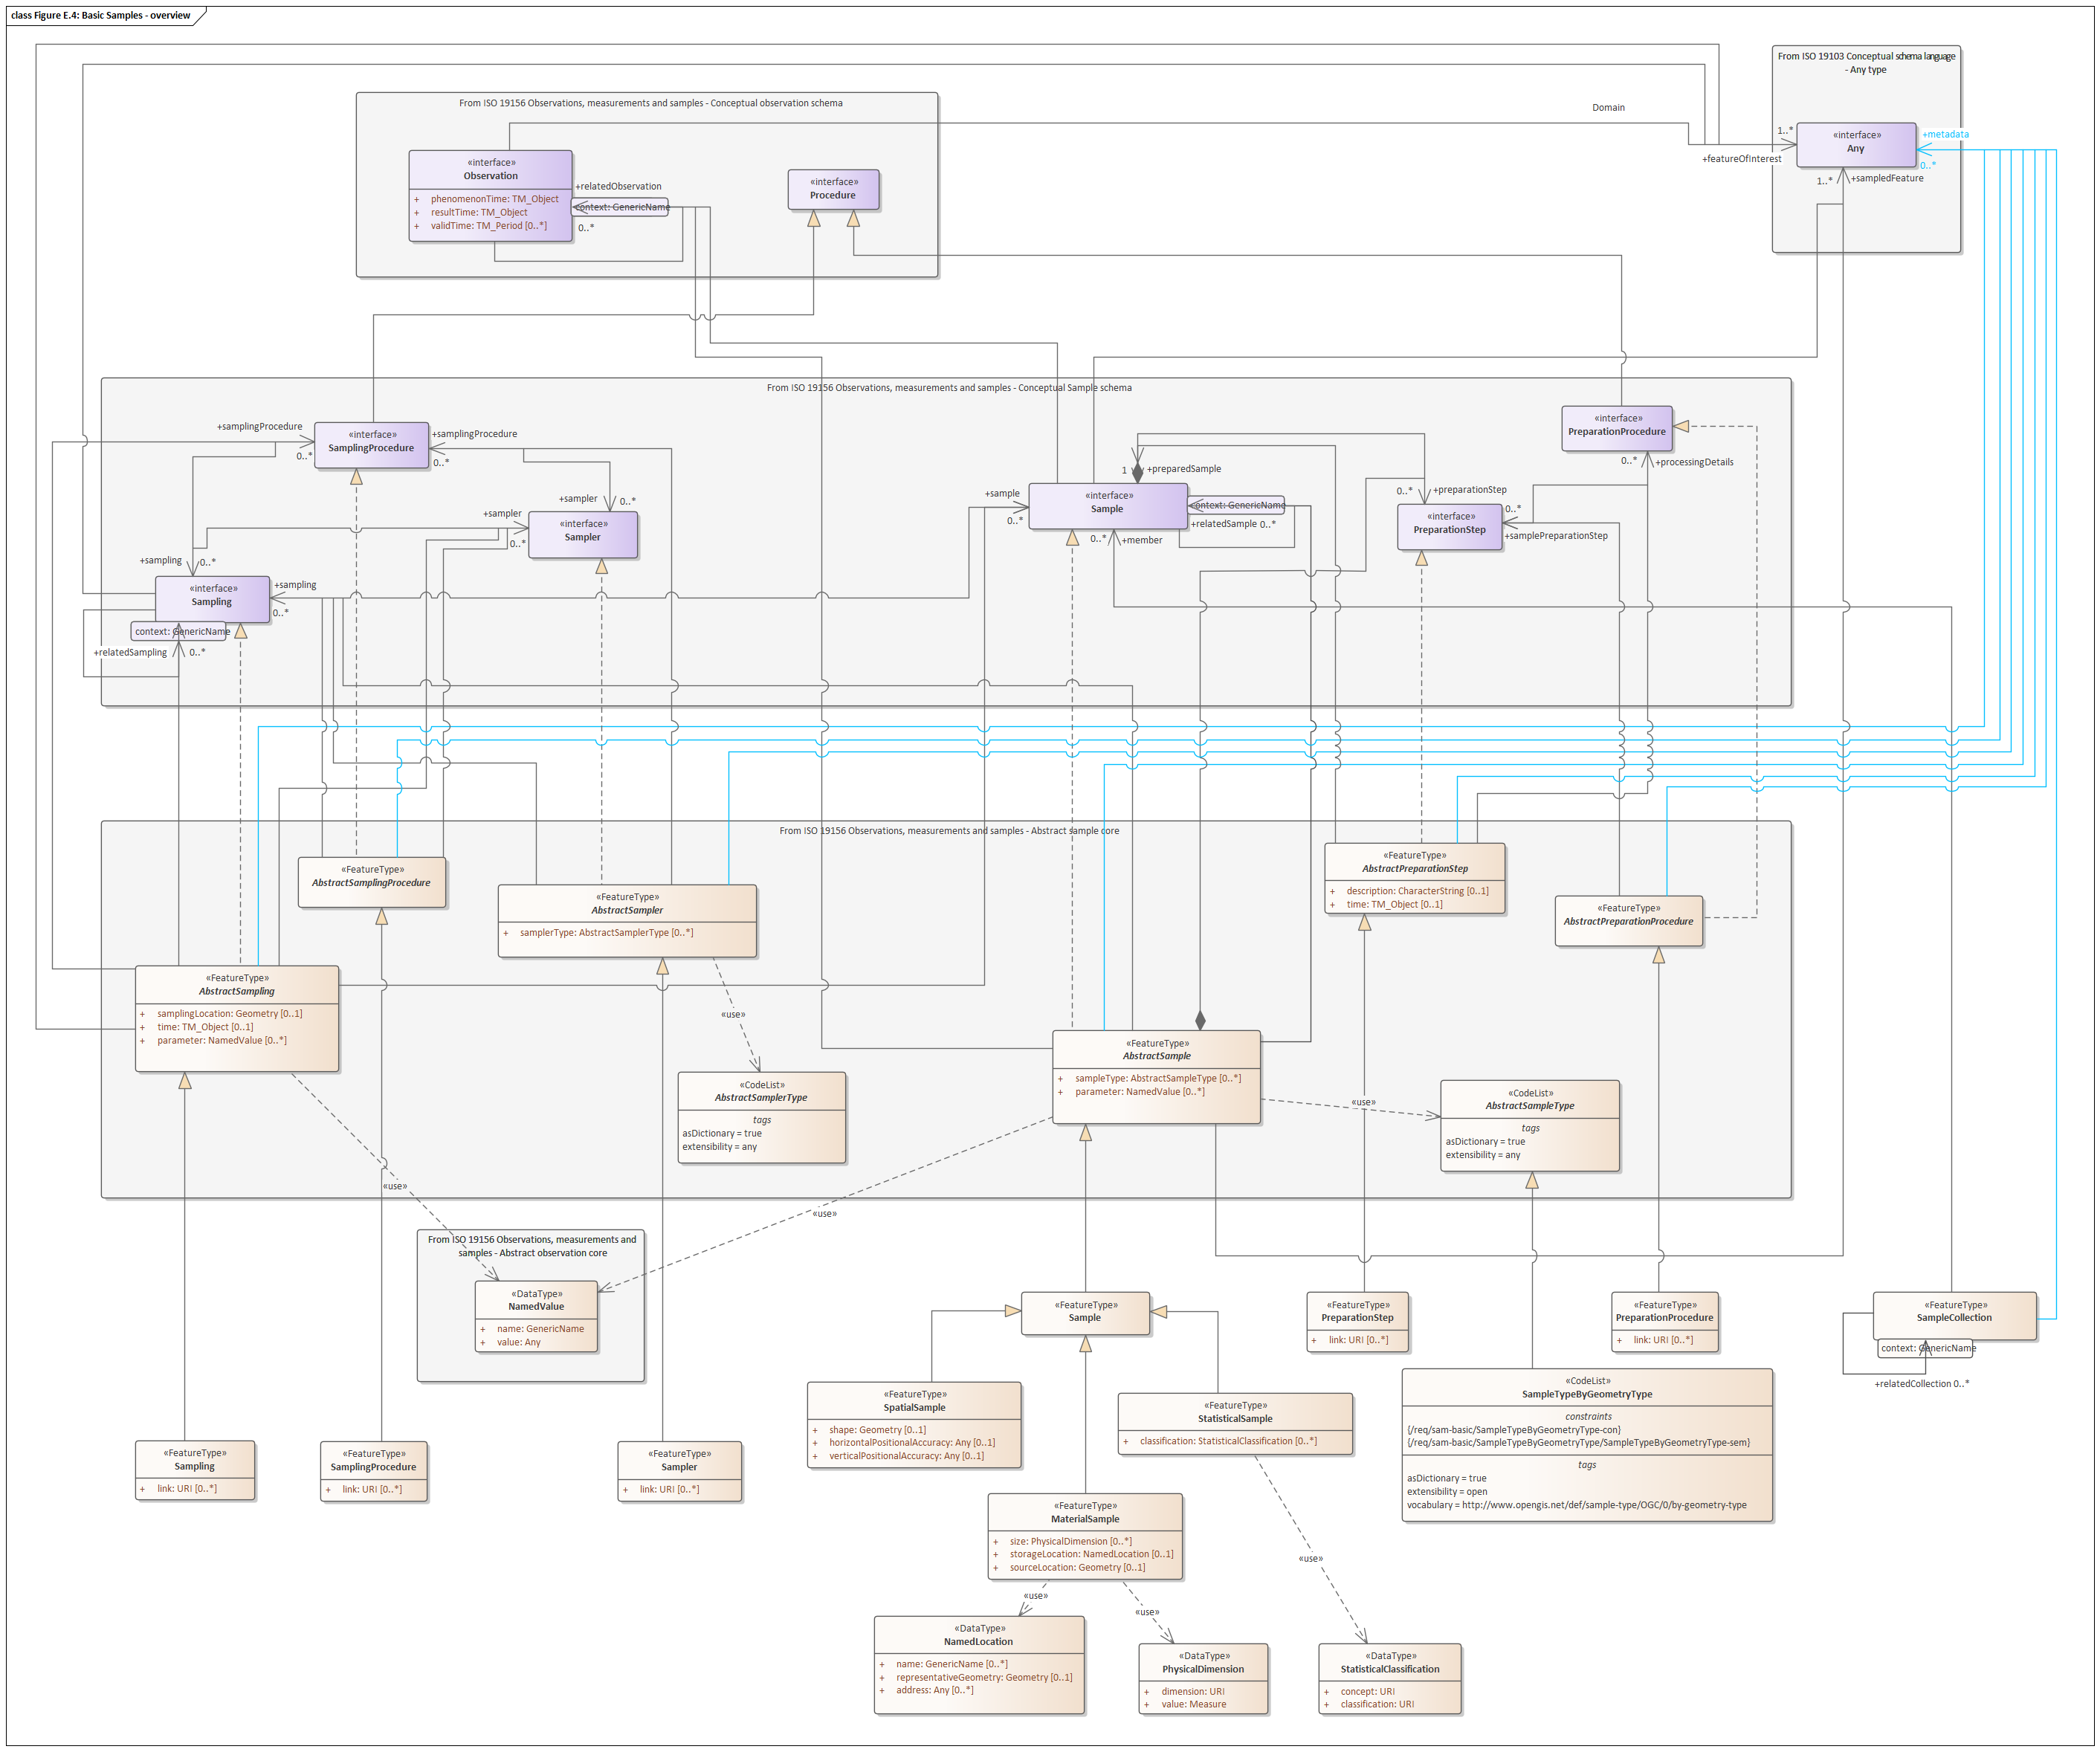 class Figure E.4: Basic Samples - overview
From ISO 19103 Conceptual schema language
- Any type
«interface»
Any
+metadata
0..*
1..*
+featureOfInterest
Domain
1..*
+sampledFeature
From ISO 19156 Observations, measurements and samples - Conceptual observation schema
«interface»
Observation
+ phenomenonTime: TM_Object
+ resultTime: TM_Object
+ validTime: TM_Period [0..*]
+relatedObservation
context: GenericName
0..*
«interface»
Procedure
From ISO 19156 Observations, measurements and samples - Conceptual Sample schema
+samplingProcedure
0..*
«interface»
SamplingProcedure
+samplingProcedure
0..*
+sampler
0..*
+sampler
0..*
«interface»
Sampler
+sampling
0..*
«interface»
Sampling
+sampling
0..*
context: GenericName
+relatedSampling
0..*
+sample
0..*
«interface»
Sample
1
+preparedSample
context: GenericName
+relatedSample 0..*
0..*
+member
0..*
+preparationStep
«interface»
PreparationStep
0..*
+samplePreparationStep
«interface»
PreparationProcedure
0..*
+processingDetails
From ISO 19156 Observations, measurements and samples - Abstract sample core
«FeatureType»
AbstractSamplingProcedure
«FeatureType»
AbstractSampler
+ samplerType: AbstractSamplerType [0..*]
«FeatureType»
AbstractPreparationStep
+ description: CharacterString [0..1]
+ time: TM_Object [0..1]
«FeatureType»
AbstractPreparationProcedure
«FeatureType»
AbstractSampling
+ samplingLocation: Geometry [0..1]
+ time: TM_Object [0..1]
+ parameter: NamedValue [0..*]
«use»
«CodeList»
AbstractSamplerType
tags
asDictionary = true
extensibility = any
«FeatureType»
AbstractSample
+ sampleType: AbstractSampleType [0..*]
+ parameter: NamedValue [0..*]
«use»
«CodeList»
AbstractSampleType
tags
asDictionary = true
extensibility = any
«use»
«use»
From ISO 19156 Observations, measurements and
samples - Abstract observation core
«DataType»
NamedValue
+ name: GenericName
+ value: Any
«FeatureType»
Sample
«FeatureType»
PreparationStep
+ link: URI [0..*]
«FeatureType»
PreparationProcedure
+ link: URI [0..*]
«FeatureType»
SampleCollection
context: GenericName
+relatedCollection 0..*
«FeatureType»
SpatialSample
+ shape: Geometry [0..1]
+ horizontalPositionalAccuracy: Any [0..1]
+ verticalPositionalAccuracy: Any [0..1]
«FeatureType»
StatisticalSample
+ classification: StatisticalClassification [0..*]
«CodeList»
SampleTypeByGeometryType
constraints
{/req/sam-basic/SampleTypeByGeometryType-con}
{/req/sam-basic/SampleTypeByGeometryType/SampleTypeByGeometryType-sem}
tags
asDictionary = true
extensibility = open
vocabulary = http://www.opengis.net/def/sample-type/OGC/0/by-geometry-type
«FeatureType»
Sampling
+ link: URI [0..*]
«FeatureType»
SamplingProcedure
+ link: URI [0..*]
«FeatureType»
Sampler
+ link: URI [0..*]
«FeatureType»
MaterialSample
+ size: PhysicalDimension [0..*]
+ storageLocation: NamedLocation [0..1]
+ sourceLocation: Geometry [0..1]
«use»
«use»
«use»
«DataType»
NamedLocation
+ name: GenericName [0..*]
+ representativeGeometry: Geometry [0..1]
+ address: Any [0..*]
«DataType»
PhysicalDimension
+ dimension: URI
+ value: Measure
«DataType»
StatisticalClassification
+ concept: URI
+ classification: URI